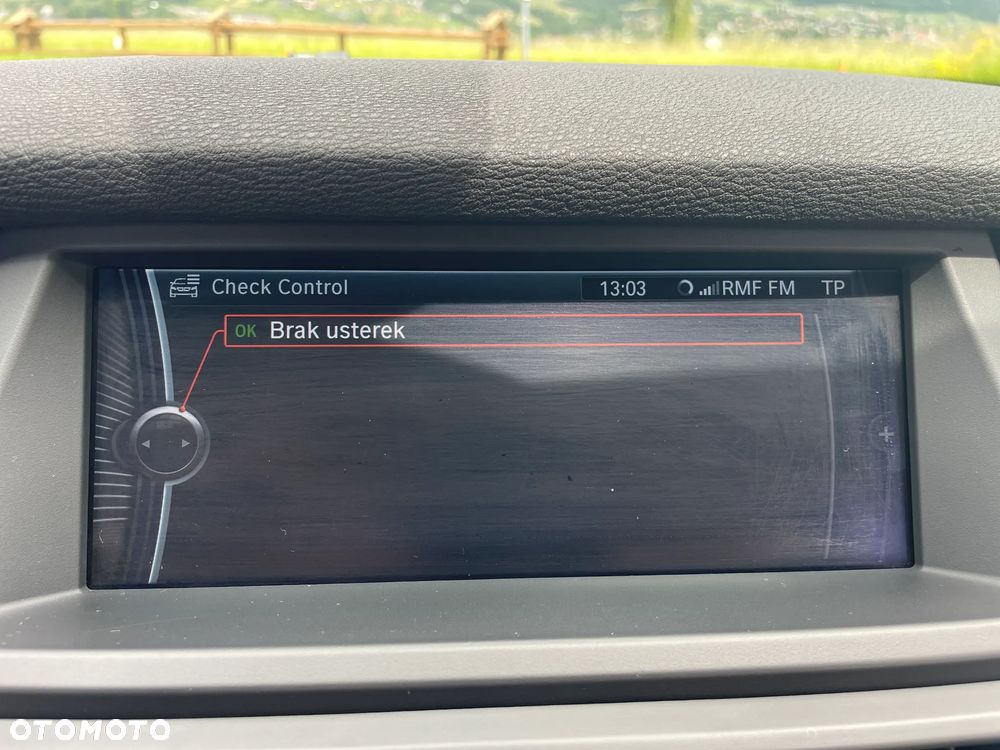 Check Control 13:03 RMF FM TP
OK Brak usterek
OTOMOTO